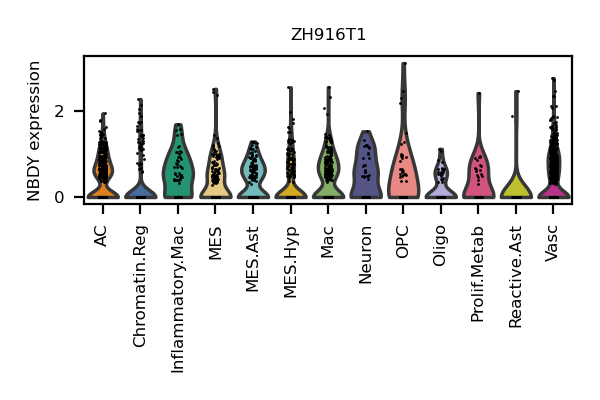 ZH916T1
NBDY expression
2
0
AC
Chromatin.Reg
Inflammatory.Mac
MES
MES.Ast
MES.Hyp
Mac
Neuron
OPC
Oligo
Prolif.Metab
Reactive.Ast
Vasc